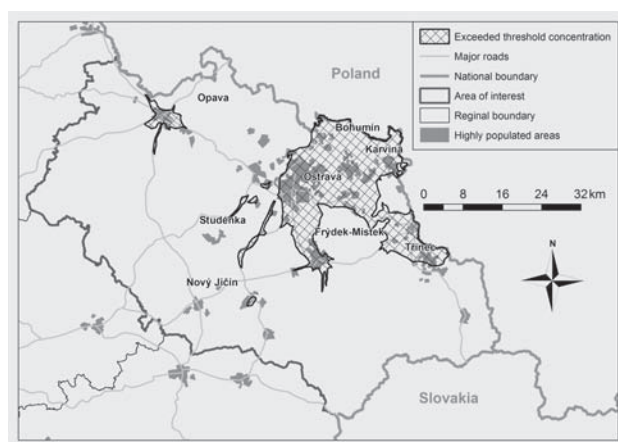 Poland
Opava
Bohumín
Karviná
Ostrava
Studénka
Frýdek-Místek
Třinec
Nový Jičín
Slovakia
Exceeded threshold concentration
Major roads
National boundary
Area of interest
Reginal boundary
Highly populated areas
0 8 16 24 32 km
N